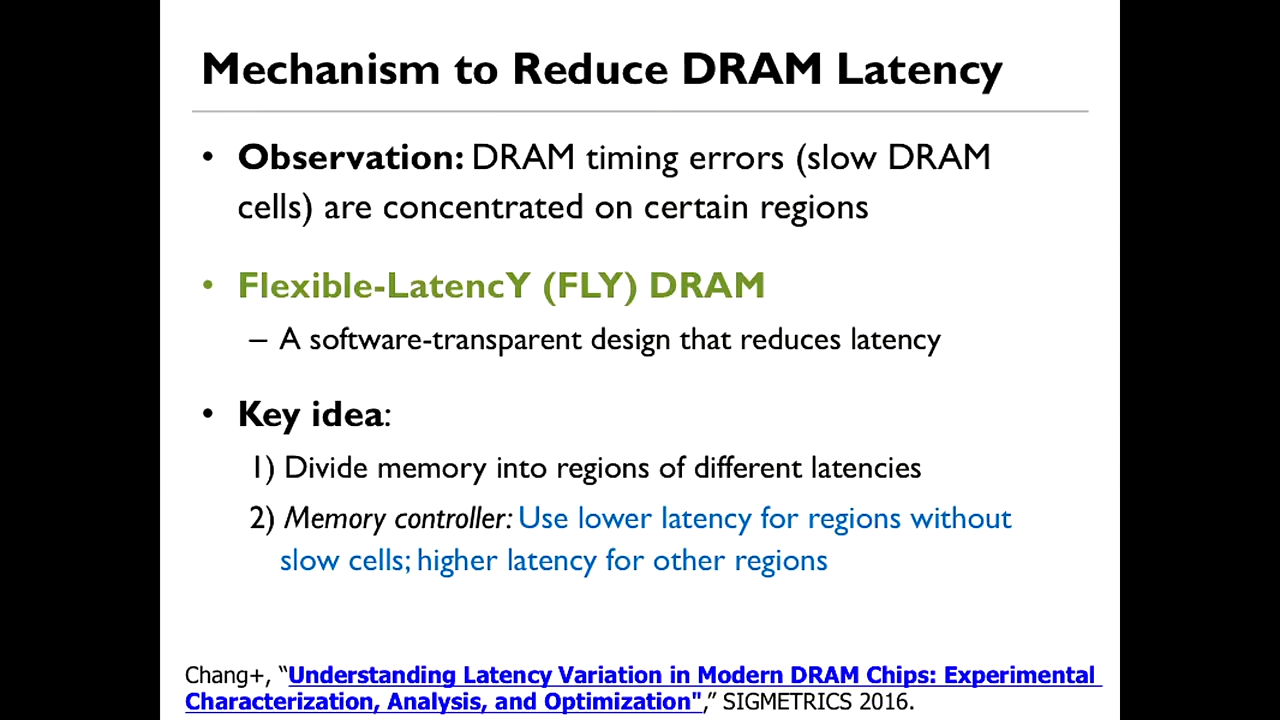 Mechanism to Reduce DRAM Latency
• Observation: DRAM timing errors (slow DRAM
cells) are concentrated on certain regions
• Flexible-LatencY (FLY) DRAM
– A software-transparent design that reduces latency
• Key idea:
1) Divide memory into regions of different latencies
2) Memory controller: Use lower latency for regions without
slow cells; higher latency for other regions
Chang+, “Understanding Latency Variation in Modern DRAM Chips: Experimental
Characterization, Analysis, and Optimization",” SIGMETRICS 2016.